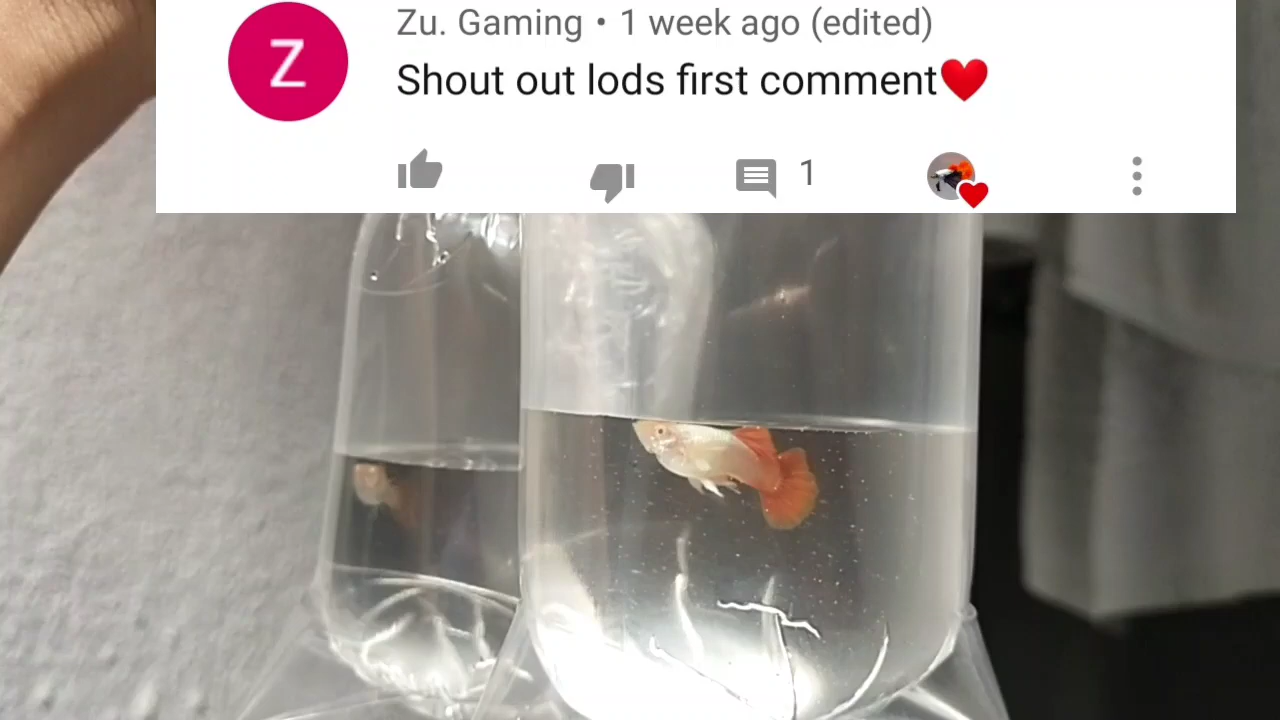 Z
Zu. Gaming • 1 week ago (edited)
Shout out lods first comment❤️
1